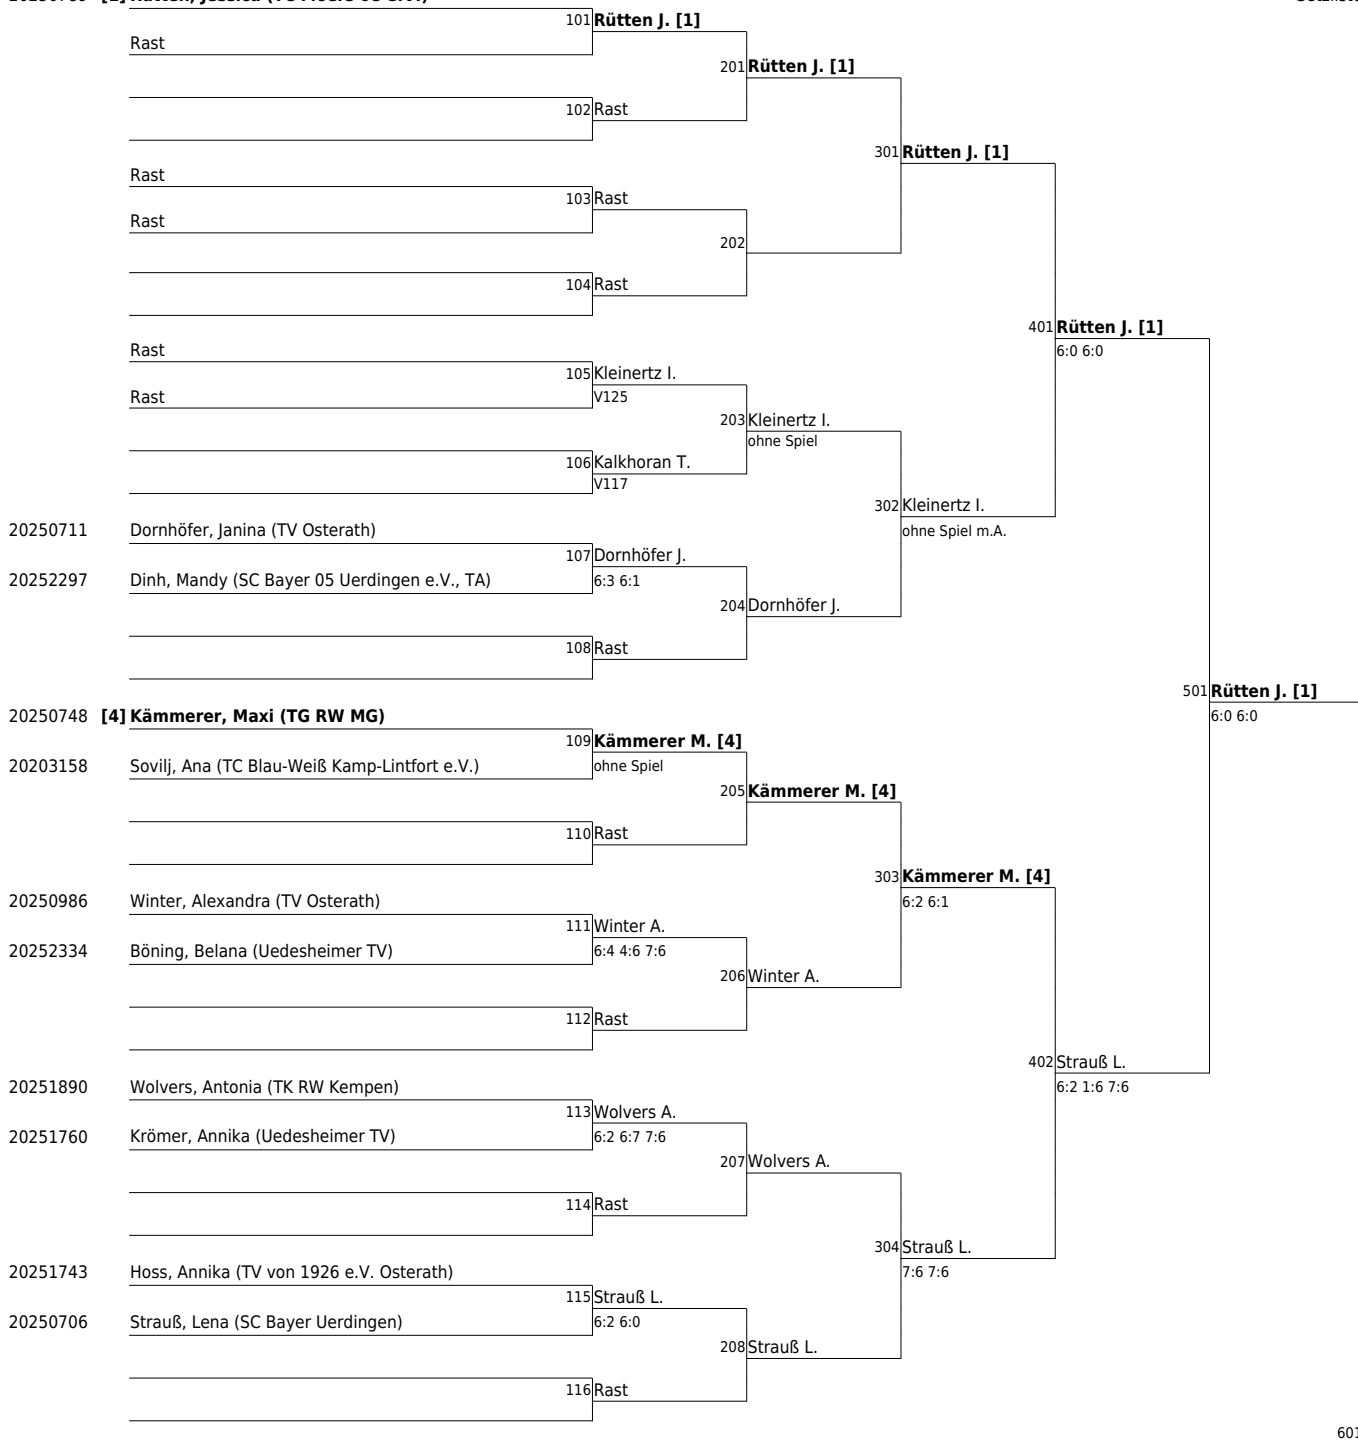 101 Rütten J. [1]
Rast
201 Rütten J. [1]
102 Rast
301 Rütten J. [1]
Rast
103 Rast
Rast
202
104 Rast
401 Rütten J. [1]
Rast
6:0 6:0
105 Kleinertz I.
Rast
V125
203 Kleinertz I.
ohne Spiel
106 Kalkhoran T.
V117
302 Kleinertz I.
20250711 Dornhöfer, Janina (TV Osterath)
ohne Spiel m.A.
107 Dornhöfer J.
20252297 Dinh, Mandy (SC Bayer 05 Uerdingen e.V., TA)
6:3 6:1
204 Dornhöfer J.
108 Rast
501 Rütten J. [1]
20250748 [4] Kämmerer, Maxi (TG RW MG)
6:0 6:0
109 Kämmerer M. [4]
20203158 Sovilj, Ana (TC Blau-Weiß Kamp-Lintfort e.V.)
ohne Spiel
205 Kämmerer M. [4]
110 Rast
303 Kämmerer M. [4]
20250986 Winter, Alexandra (TV Osterath)
6:2 6:1
111 Winter A.
20252334 Böning, Belana (Uedesheimer TV)
6:4 4:6 7:6
206 Winter A.
112 Rast
402 Strauß L.
20251890 Wolvers, Antonia (TK RW Kempen)
6:2 1:6 7:6
113 Wolvers A.
20251760 Krömer, Annika (Uedesheimer TV)
6:2 6:7 7:6
207 Wolvers A.
114 Rast
304 Strauß L.
20251743 Hoss, Annika (TV von 1926 e.V. Osterath)
7:6 7:6
115 Strauß L.
20250706 Strauß, Lena (SC Bayer Uerdingen)
6:2 6:0
208 Strauß L.
116 Rast
601